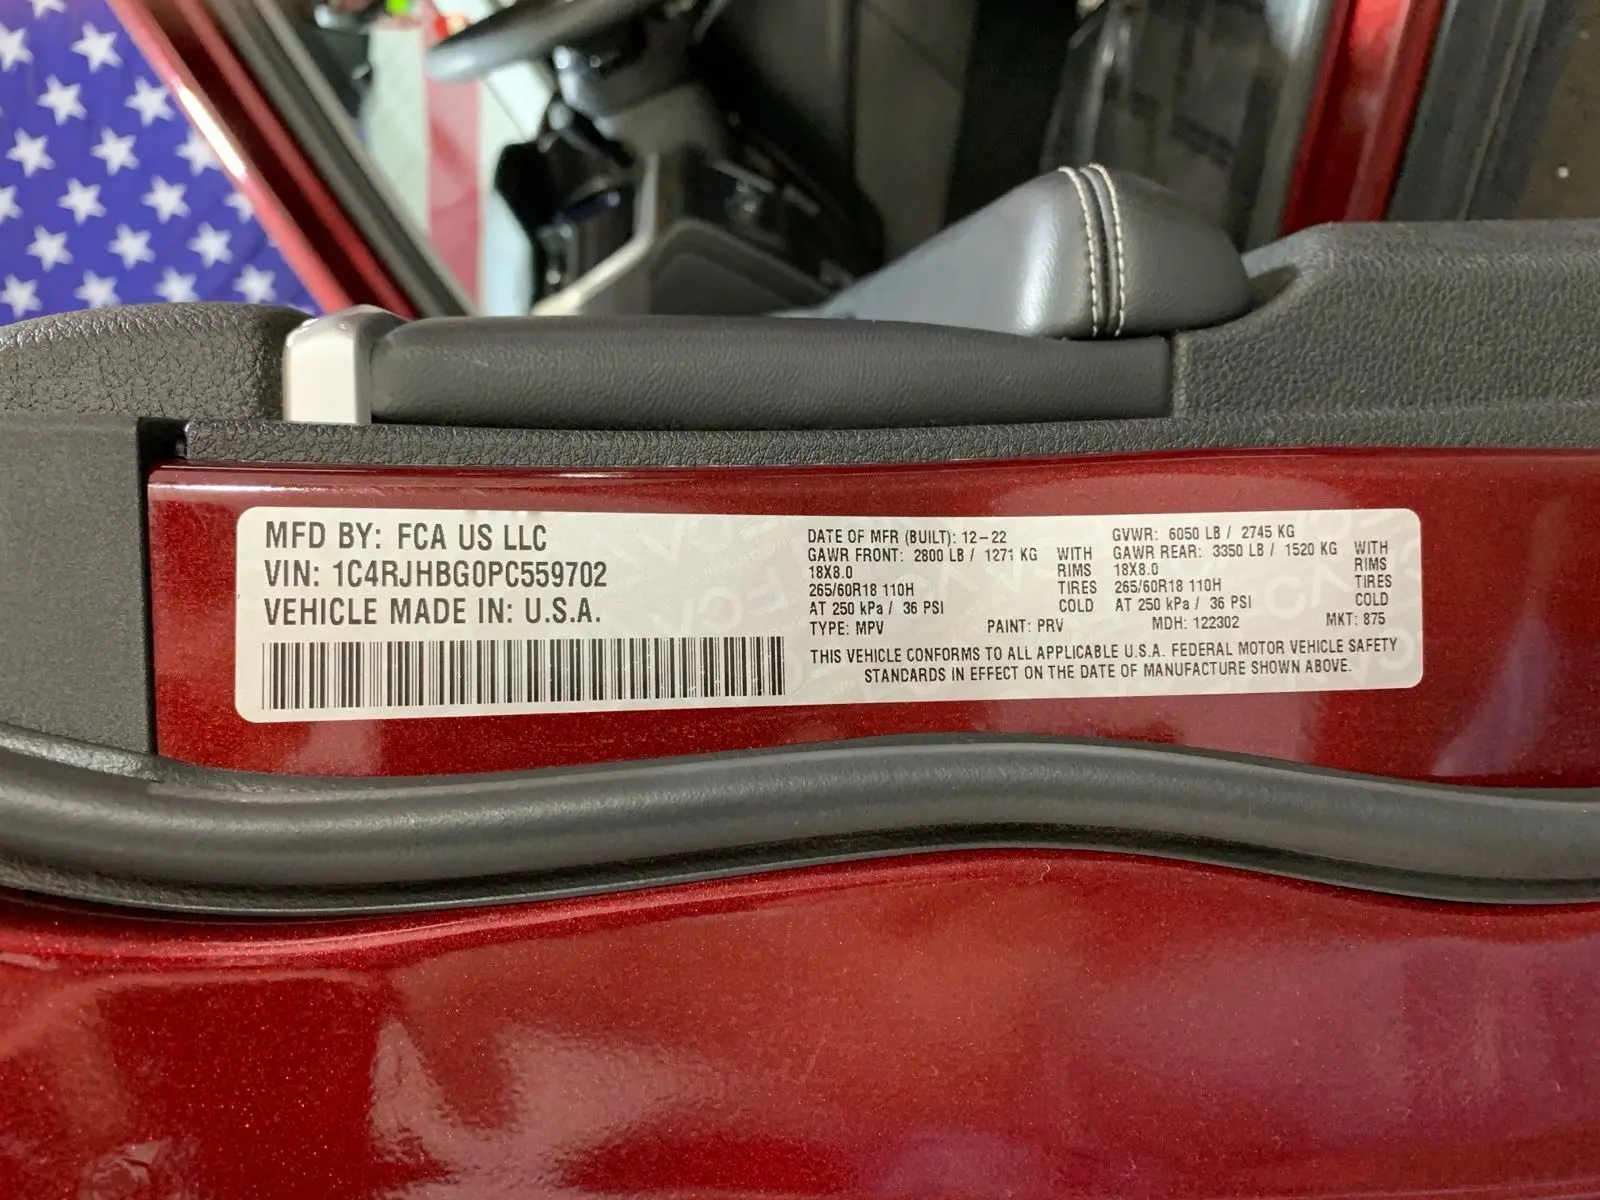 MFD BY: FCA US LLC
VIN: 1C4RJHBG0PC559702
VEHICLE MADE IN: U.S.A.
DATE OF MFR (BUILT): 12-22
GAWR FRONT: 2800 LB / 1271 KG WITH
18X8.0 RIMS
265/60R18 110H TIRES
AT 250 kPa / 36 PSI COLD
GVWR: 6050 LB / 2745 KG
GAWR REAR: 3350 LB / 1520 KG WITH
18X8.0 RIMS
265/60R18 110H TIRES
AT 250 kPa / 36 PSI COLD
TYPE: MPV PAINT: PRV MDH: 122302 MKT: 875
THIS VEHICLE CONFORMS TO ALL APPLICABLE U.S.A. FEDERAL MOTOR VEHICLE SAFETY
STANDARDS IN EFFECT ON THE DATE OF MANUFACTURE SHOWN ABOVE.